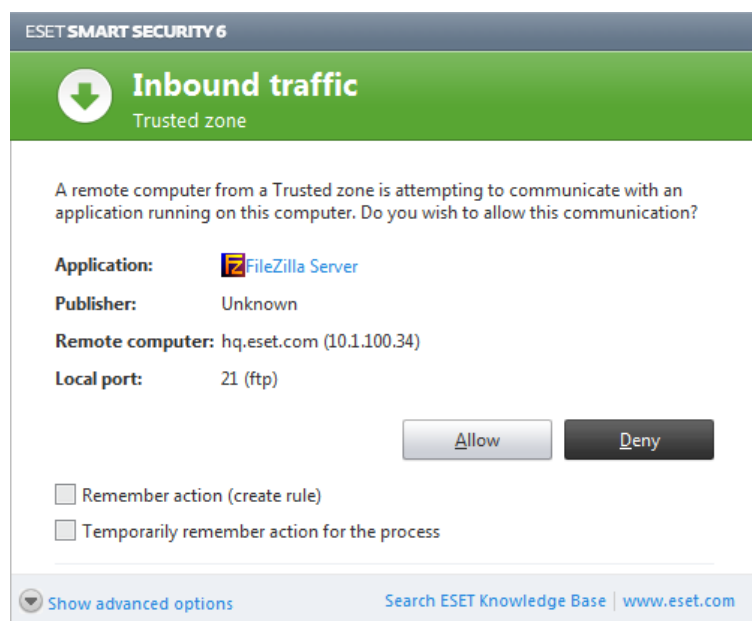 ESET SMART SECURITY 6
Inbound traffic
Trusted zone
A remote computer from a Trusted zone is attempting to communicate with an
application running on this computer. Do you wish to allow this communication?
Application: FZ FileZilla Server
Publisher: Unknown
Remote computer: hq.eset.com (10.1.100.34)
Local port: 21 (ftp)
Allow Deny
Remember action (create rule)
Temporarily remember action for the process
Show advanced options Search ESET Knowledge Base | www.eset.com